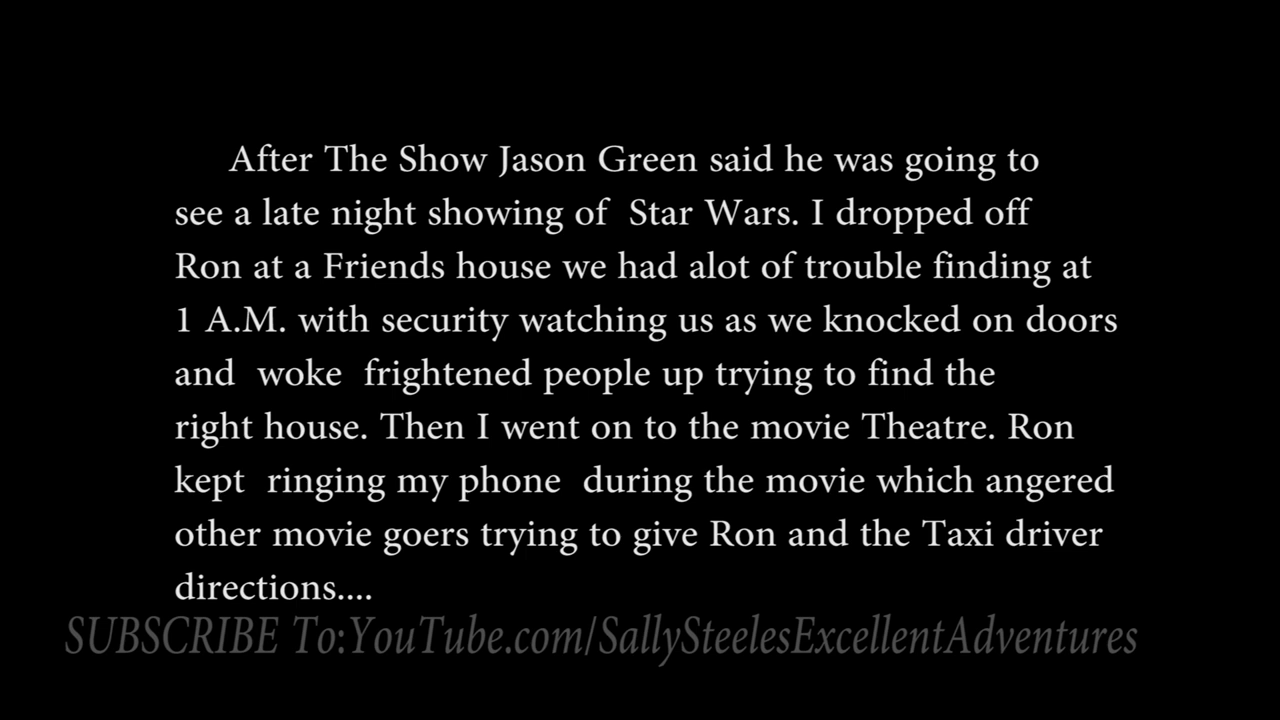 After The Show Jason Green said he was going to
see a late night showing of  Star Wars. I dropped off
Ron at a Friends house we had alot of trouble finding at
1 A.M. with security watching us as we knocked on doors
and  woke  frightened people up trying to find the
right house. Then I went on to the movie Theatre. Ron
kept  ringing my phone  during the movie which angered
other movie goers trying to give Ron and the Taxi driver
directions....
SUBSCRIBE To:YouTube.com/SallySteelesExcellentAdventures